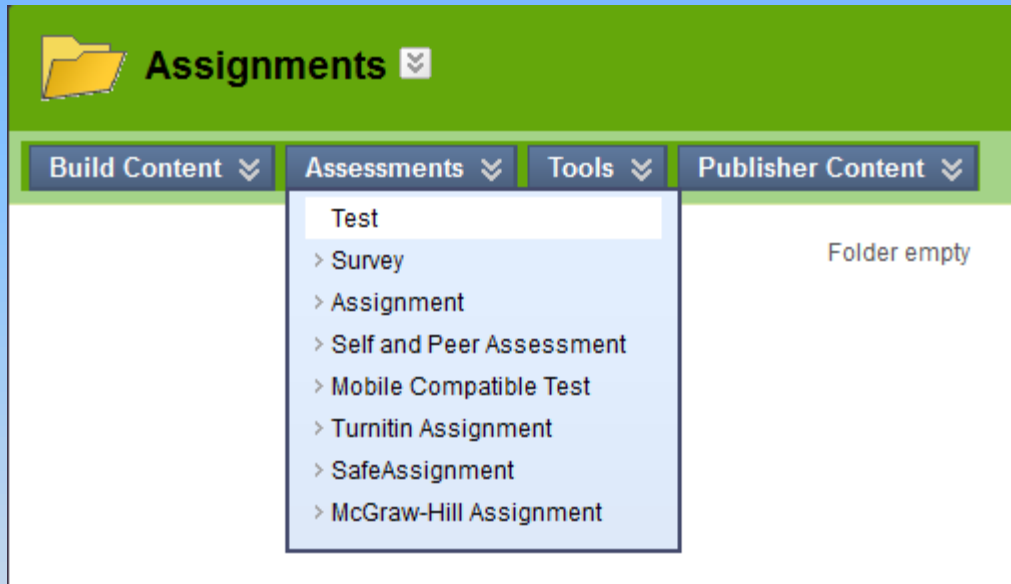 Assignments
Build Content Assessments Tools Publisher Content
Test
Folder empty
Survey
Assignment
Self and Peer Assessment
Mobile Compatible Test
Turnitin Assignment
SafeAssignment
McGraw-Hill Assignment